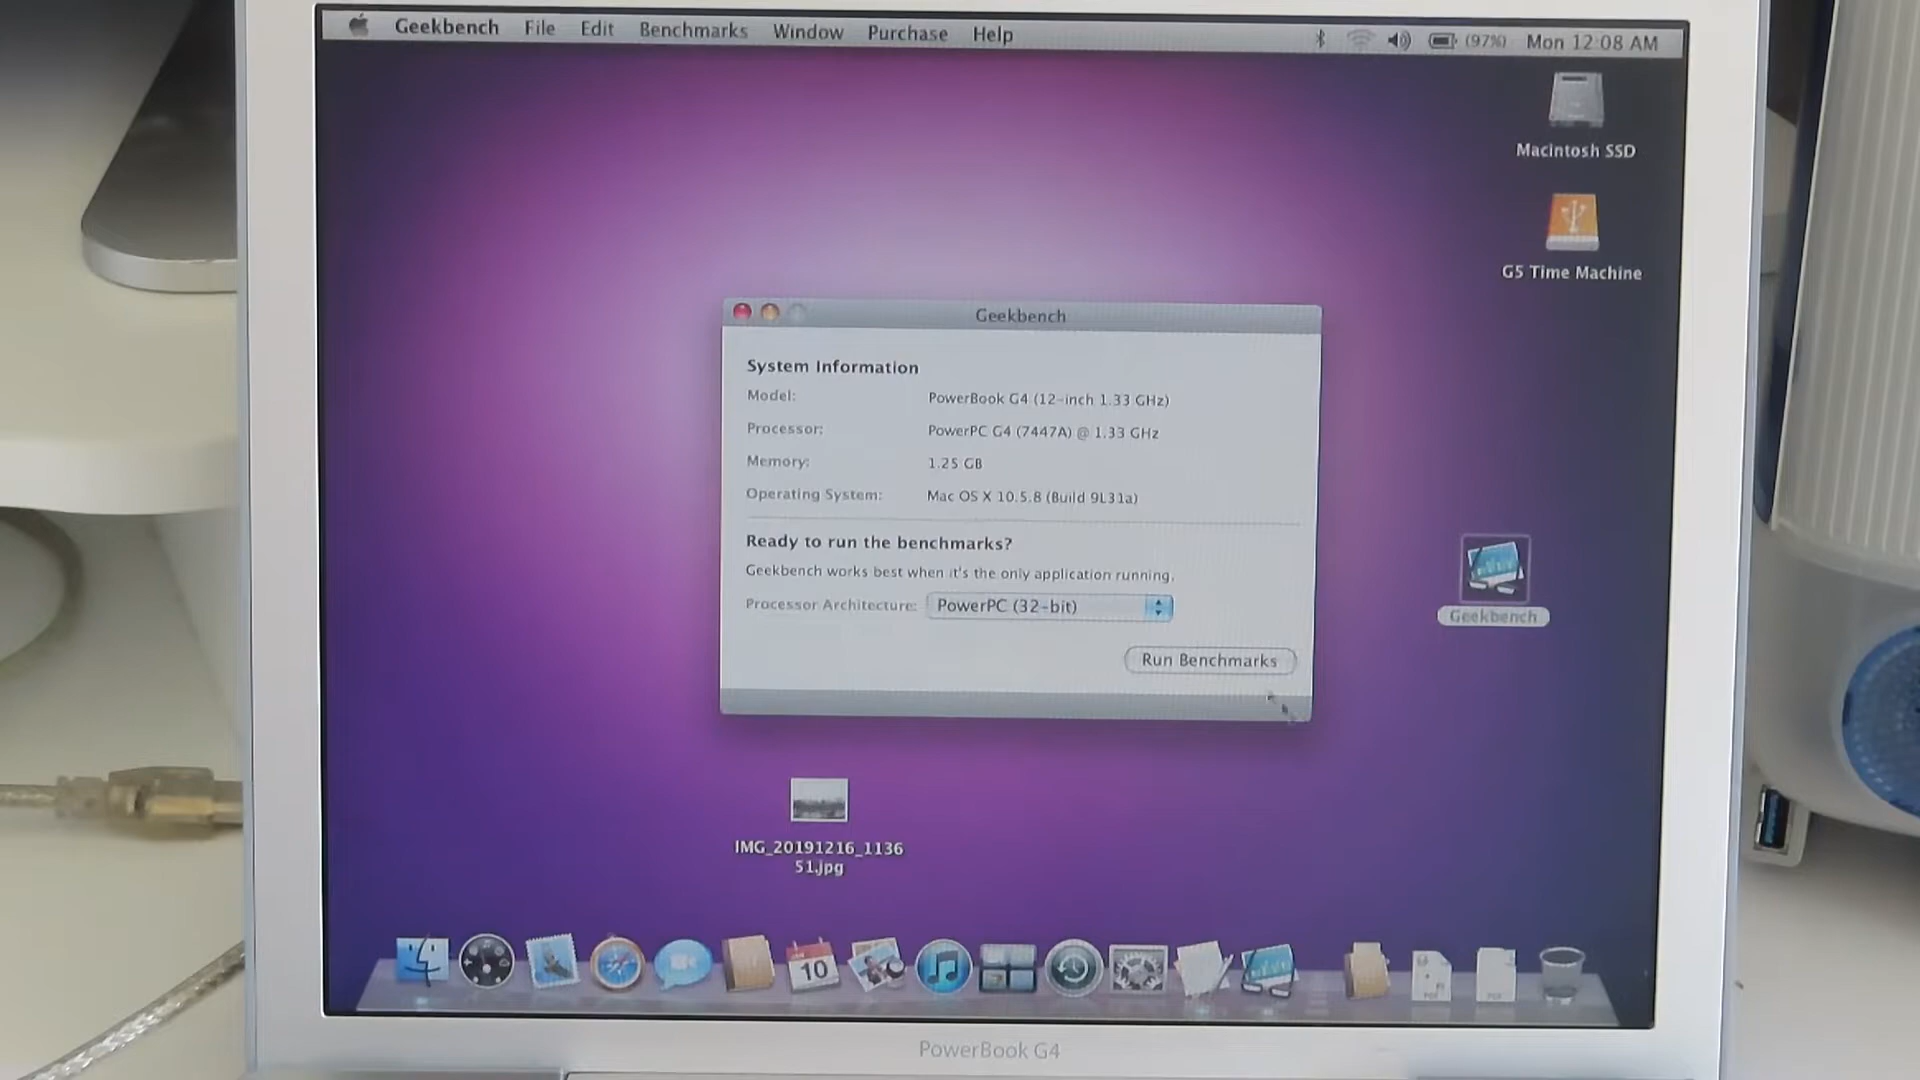 Geekbench File Edit Benchmarks Window Purchase Help (97%) Mon 12:08 AM
Macintosh SSD
G5 Time Machine
Geekbench
System Information
Model: PowerBook G4 (12-inch 1.33 GHz)
Processor: PowerPC G4 (7447A) @ 1.33 GHz
Memory: 1.25 GB
Operating System: Mac OS X 10.5.8 (Build 9L31a)
Ready to run the benchmarks?
Geekbench works best when it's the only application running.
Processor Architecture: PowerPC (32-bit)
Geekbench
Run Benchmarks
IMG_20191216_1136
51.jpg
10
PowerBook G4